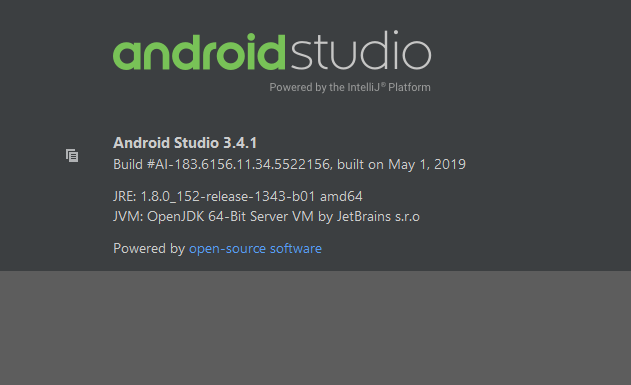 androidstudio
Powered by the IntelliJ® Platform
Android Studio 3.4.1
Build #AI-183.6156.11.34.5522156, built on May 1, 2019
JRE: 1.8.0_152-release-1343-b01 amd64
JVM: OpenJDK 64-Bit Server VM by JetBrains s.r.o
Powered by open-source software